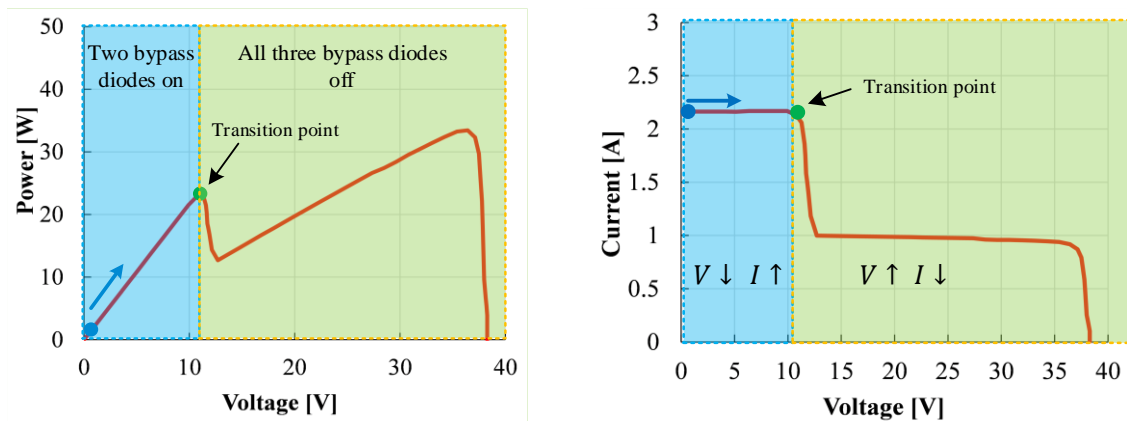 50
40
30
20
10
0
Power [W]
Two bypass
diodes on
All three bypass diodes
off
Transition point
0
10
20
30
40
Voltage [V]
3
2.5
2
1.5
1
0.5
0
Current [A]
Transition point
V ↓ I ↑
V ↑ I ↓
0
5
10
15
20
25
30
35
40
Voltage [V]